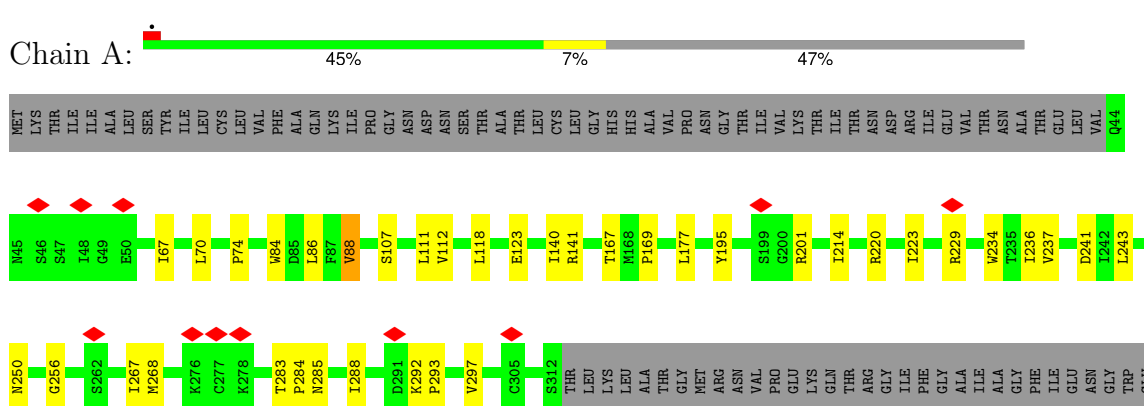 Chain A:
45% 7% 47%
MET LYS THR ILE ILE ALA LEU SER TYR ILE LEU CYS LEU VAL PHE ALA GLN LYS ILE PRO GLY ASN ASP ASN SER THR ALA THR LEU CYS LEU GLY HIS HIS ALA VAL PRO ASN GLY THR ILE VAL LYS THR ILE THR ASN ASP ARG ILE GLU VAL THR ASN ALA THR GLU LEU VAL Q44
N45 S46 S47 I48 G49 E50 I67 L70 P74 W84 D85 L86 F87 V88 S107 L111 V112 L118 E123 I140 R141 T167 M168 P169 L177 Y195 S199 G200 R201 I214 R220 I223 R229 W234 T235 I236 V237 D241 I242 L243
N250 G256 S262 I267 M268 K276 C277 K278 T283 P284 N285 I288 D291 K292 P293 V297 C305 S312 THR LEU LYS LEU ALA THR GLY MET ARG ASN VAL PRO GLU LYS GLN THR ARG GLY ILE PHE GLY ALA ILE ALA GLY PHE ILE GLU ASN GLY TRP